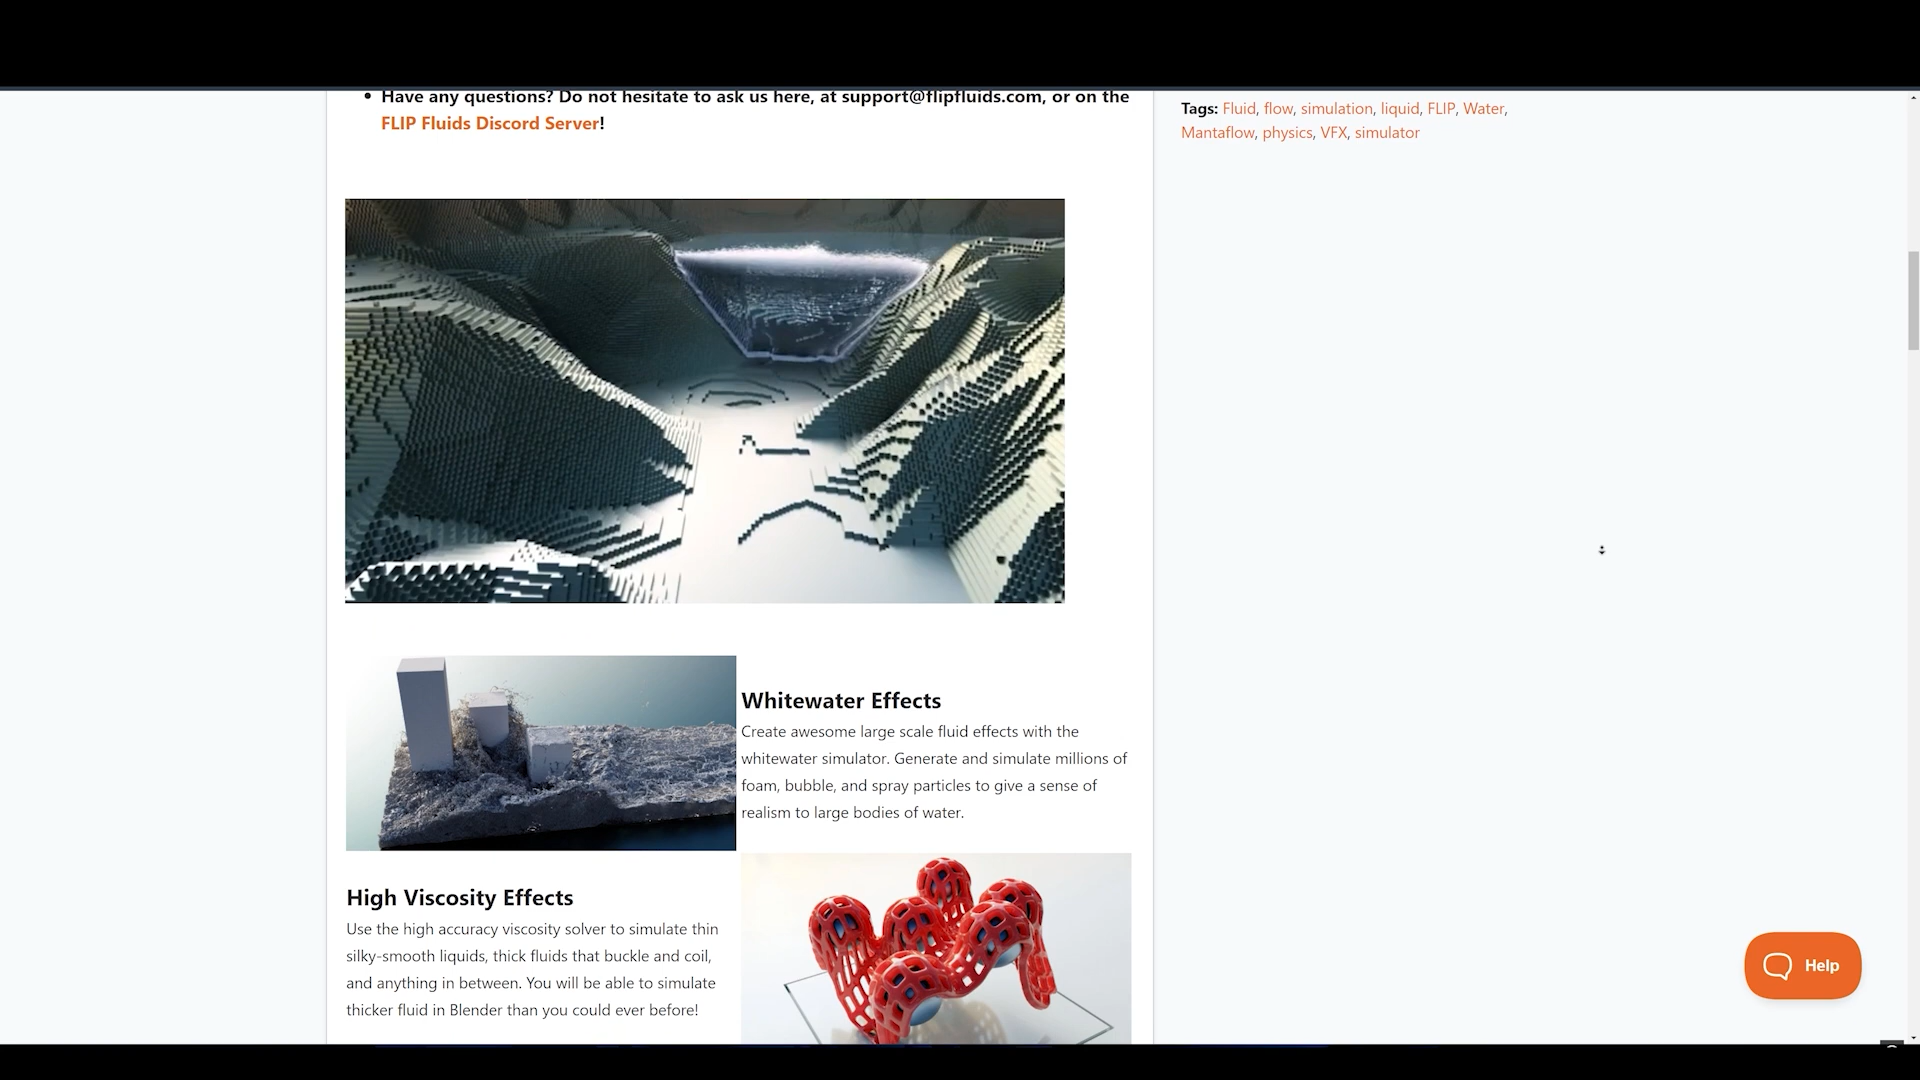 Have any questions? Do not hesitate to ask us here, at support@flipfluids.com, or on the
FLIP Fluids Discord Server!
Tags: Fluid, flow, simulation, liquid, FLIP, Water,
Mantaflow, physics, VFX, simulator
Whitewater Effects
Create awesome large scale fluid effects with the
whitewater simulator. Generate and simulate millions of
foam, bubble, and spray particles to give a sense of
realism to large bodies of water.
High Viscosity Effects
Use the high accuracy viscosity solver to simulate thin
silky-smooth liquids, thick fluids that buckle and coil,
and anything in between. You will be able to simulate
thicker fluid in Blender than you could ever before!
Help